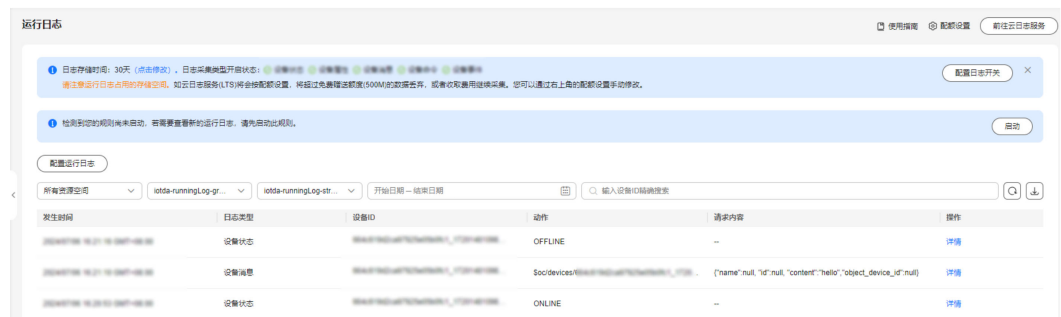 运行日志
使用指南 配额设置 前往云日志服务
日志存储时间：30天（点击修改），日志采集类型开启状态：
请注意运行日志占用的存储空间，如云日志服务(LTS)将会按配额设置，将超过免费赠送额度(500M)的数据丢弃，或者收取费用继续采集。您可以通过右上角的配额设置手动修改。
配置日志开关
检测到您的规则尚未启动，若需要查看新的运行日志，请先启动此规则。
启动
配置运行日志
所有资源空间 iotda-runningLog-gr... iotda-runningLog-str... 开始日期 – 结束日期 输入设备ID精确搜索
发生时间 日志类型 设备ID 动作 请求内容 操作
设备状态 OFFLINE -- 详情
设备消息 $oc/devices/ {"name":null, "id":null, "content":"hello","object_device_id":null} 详情
设备状态 ONLINE -- 详情